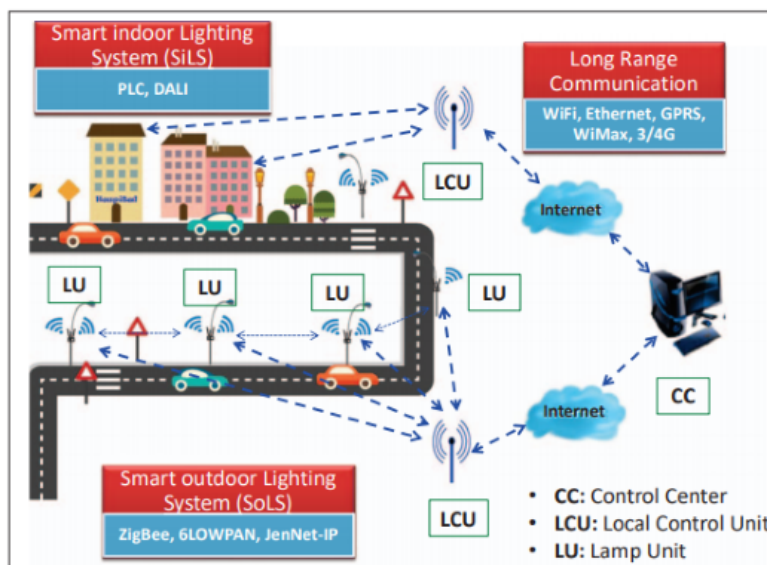 Smart indoor Lighting
System (SiLS)
PLC, DALI
Long Range
Communication
WiFi, Ethernet, GPRS,
WiMax, 3/4G
Hospital
LCU
Internet
LU
LU
LU
LU
CC
Internet
Smart outdoor Lighting
System (SoLS)
ZigBee, 6LOWPAN, JenNet-IP
LCU
• CC: Control Center
• LCU: Local Control Unit
• LU: Lamp Unit